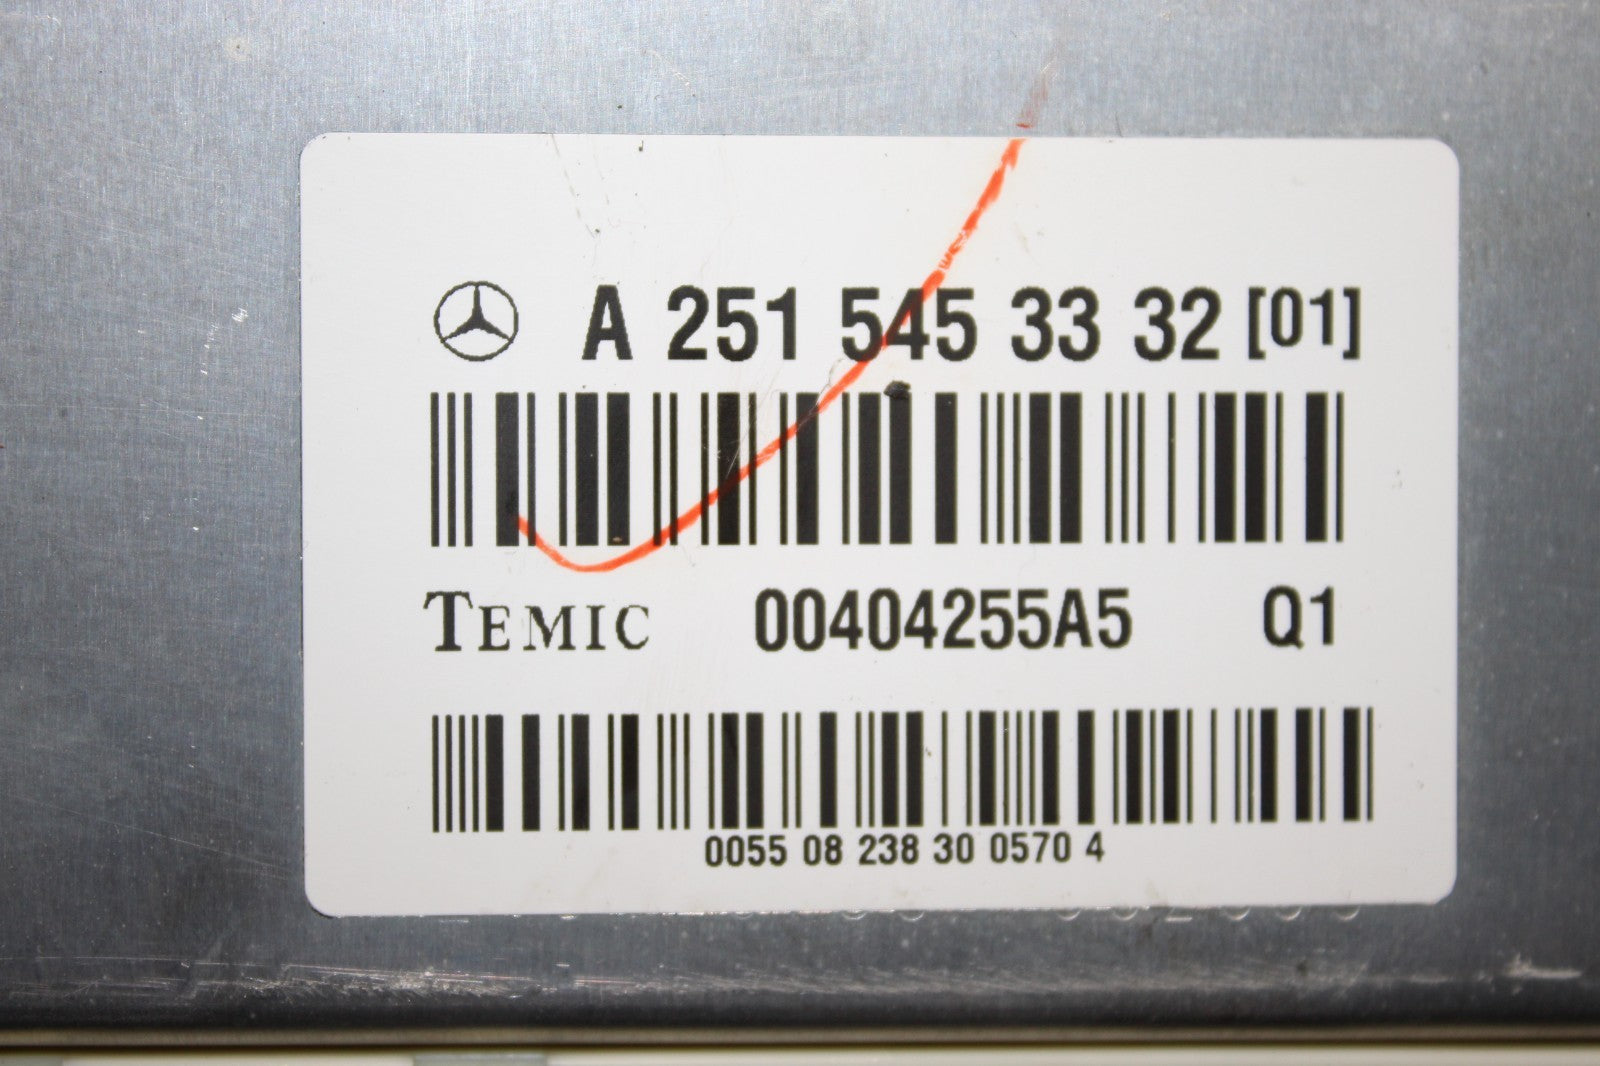 A 251 545 33 32 [01]
TEMIC 00404255A5 Q1
0055 08 238 30 0570 4